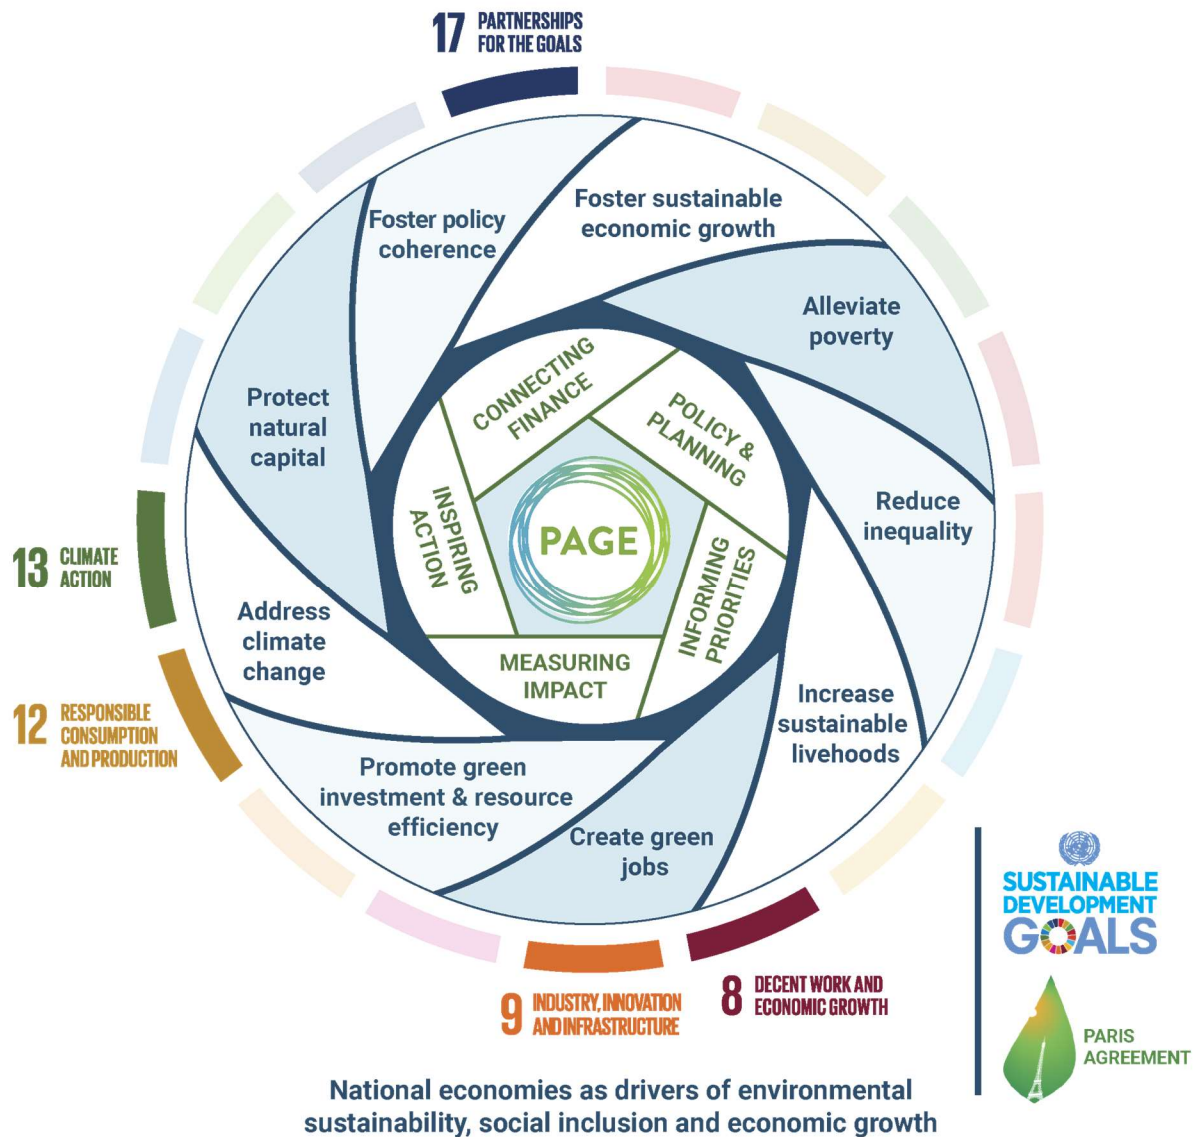 17 PARTNERSHIPS
FOR THE GOALS
Foster sustainable
economic growth
Foster policy
coherence
Alleviate
poverty
Protect
natural
capital
Reduce
inequality
CONNECTING
FINANCE
POLICY &
PLANNING
INSPIRING
ACTION
PAGE
INFORMING
PRIORITIES
MEASURING
IMPACT
13 CLIMATE
ACTION
Address
climate
change
12 RESPONSIBLE
CONSUMPTION
AND PRODUCTION
Increase
sustainable
livehoods
Promote green
investment & resource
efficiency
Create green
jobs
9 INDUSTRY, INNOVATION
AND INFRASTRUCTURE
8 DECENT WORK AND
ECONOMIC GROWTH
SUSTAINABLE
DEVELOPMENT
GOALS
PARIS
AGREEMENT
National economies as drivers of environmental
sustainability, social inclusion and economic growth